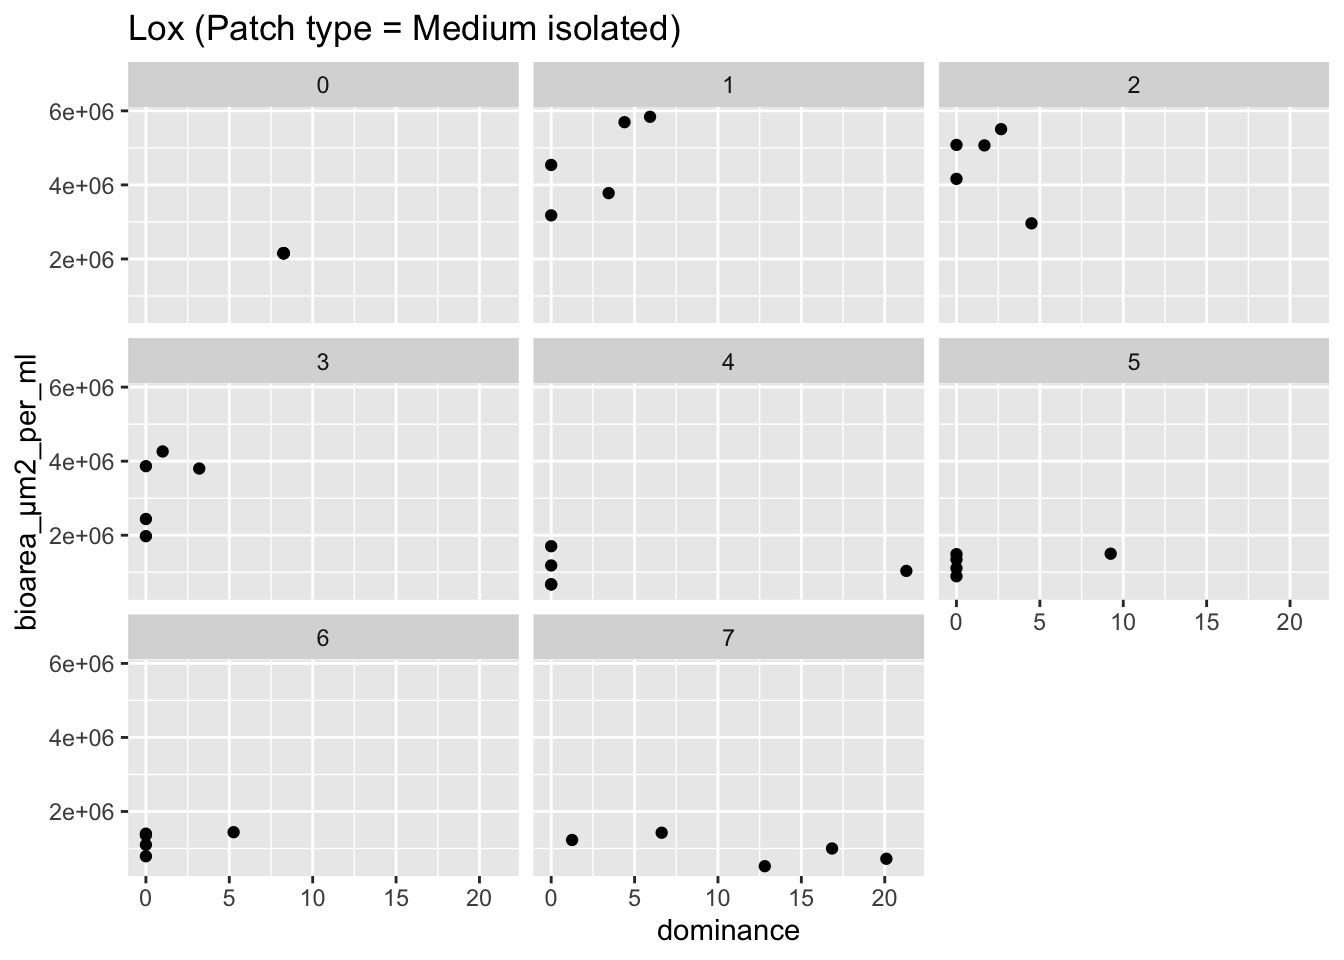 Lox (Patch type = Medium isolated)
0 1 2
6e+06
4e+06
2e+06
3 4 5
6e+06
4e+06
2e+06
0 5 10 15 20
6 7
6e+06
4e+06
2e+06
0 5 10 15 20 0 5 10 15 20
dominance
bioarea_µm2_per_ml